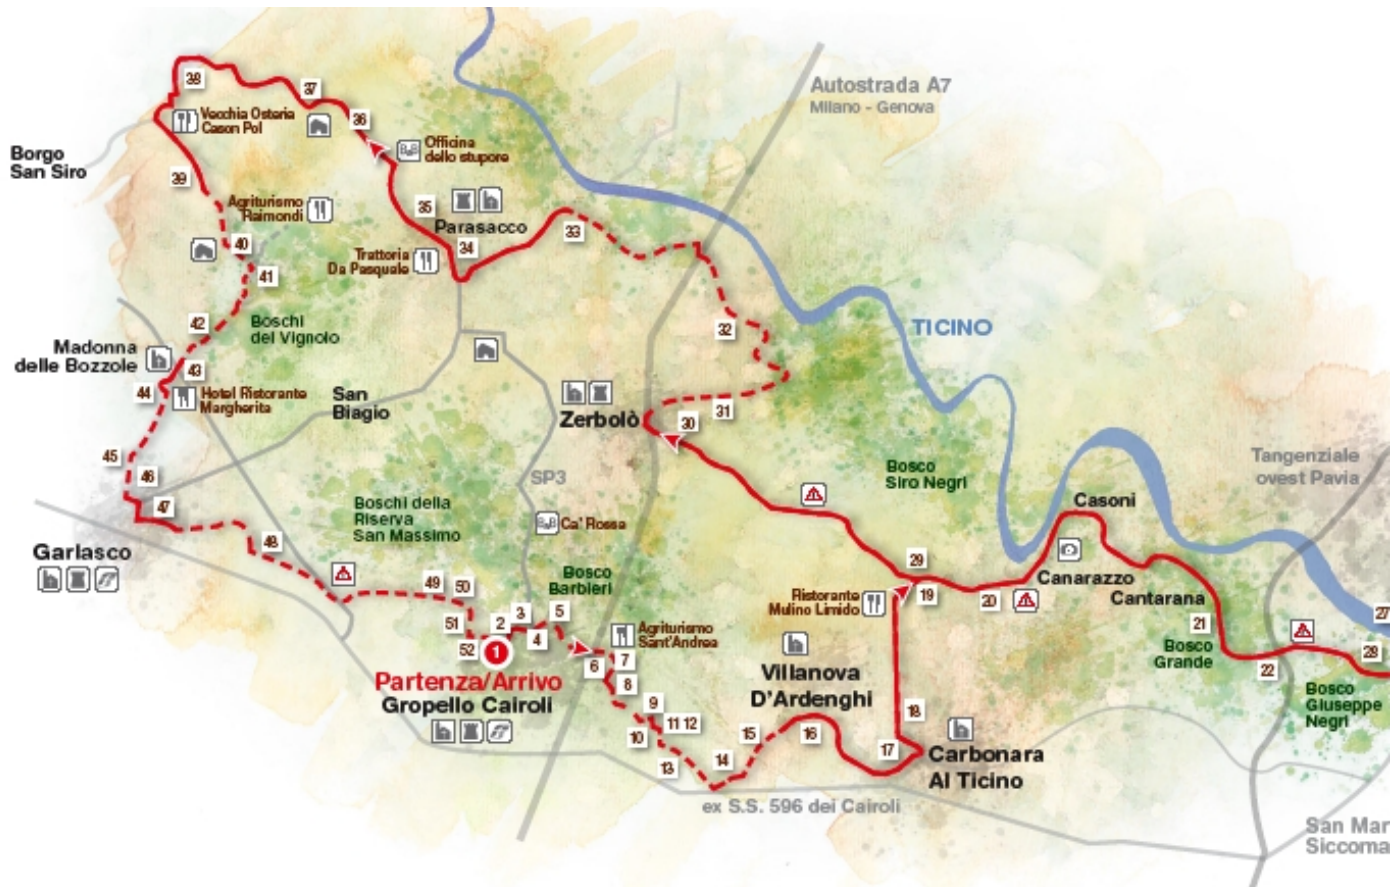 38
37
36
Autostrada A7
Milano - Genova
Vecchia Osteria
Cason Pol
Borgo
San Siro
Officina
dello stupore
B&B
39
Agriturismo
Raimondi
35
Parasacco
33
34
Trattoria
Da Pasquale
40
41
32
TICINO
Boschi
del Vignolo
42
Madonna
delle Bozzole
43
44
Hotel Ristorante
Margherita
San
Biagio
Zerbolò
31
30
45
46
47
SP3
Bosco
Siro Negri
Tangenziale
ovest Pavia
Casoni
Boschi della
Riserva
San Massimo
B&B
Ca' Rossa
48
Garlasco
Bosco
Barbieri
29
19
20
Canarazzo
Cantarana
Ristorante
Mulino Limido
49
50
51
52
1
2
3
4
5
6
7
8
Agriturismo
Sant'Andrea
21
22
27
28
Bosco
Grande
Bosco
Giuseppe
Negri
Partenza/Arrivo
Gropello Cairoli
Villanova
D'Ardenghi
9
10
11 12
13
14
15
16
17
18
Carbonara
Al Ticino
ex S.S. 596 dei Cairoli
San Mar
Siccoma